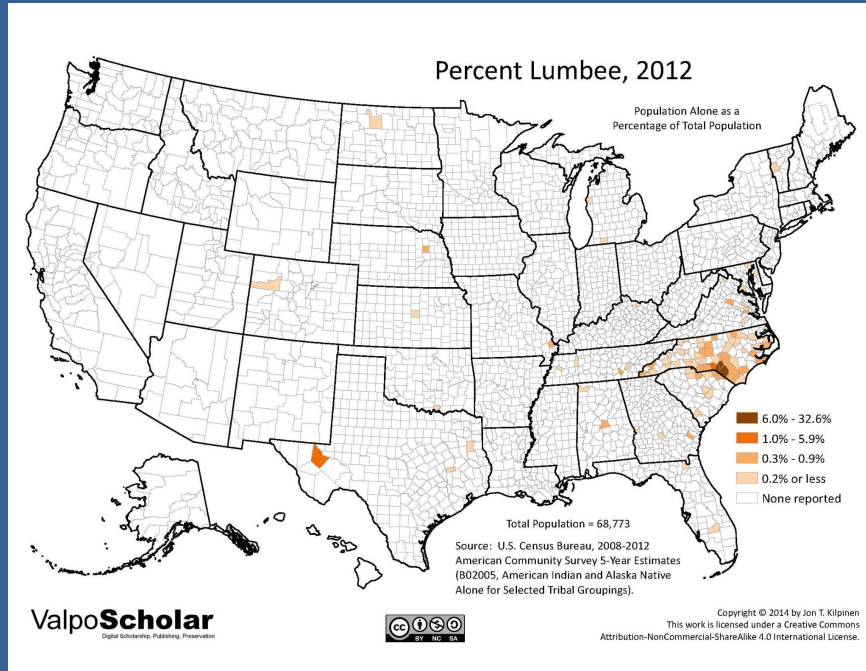 Percent Lumbee, 2012
Population Alone as a
Percentage of Total Population
6.0% - 32.6%
1.0% - 5.9%
0.3% - 0.9%
0.2% or less
None reported
Total Population = 68,773
Source: U.S. Census Bureau, 2008-2012
American Community Survey 5-Year Estimates
(B02005, American Indian and Alaska Native
Alone for Selected Tribal Groupings).
ValpoScholar
Digital Scholarship, Publishing, Preservation
cc
BY NC SA
Copyright © 2014 by Jon T. Kilpinen
This work is licensed under a Creative Commons
Attribution-NonCommercial-ShareAlike 4.0 International License.